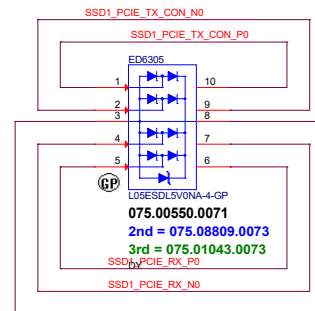 SSD1_PCIE_TX_CON_N0
SSD1_PCIE_TX_CON_P0
ED6305
1 10
2 9
3 8
4 7
5 6
GP
L05ESDL5V0NA-4-GP
075.00550.0071
2nd = 075.08809.0073
3rd = 075.01043.0073
DY
SSD1_PCIE_RX_P0
SSD1_PCIE_RX_N0